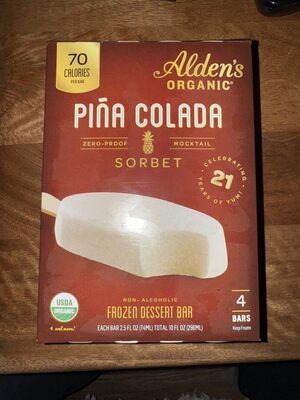 70
CALORIES
PER BAR
Alden's
ORGANIC
PIÑA COLADA
ZERO-PROOF MOCKTAIL
SORBET
CELEBRATING
21
YEARS OF YUM!
USDA
ORGANIC
& non GMO!
NON-ALCOHOLIC
FROZEN DESSERT BAR
EACH BAR 2.5 FL OZ (74ML) TOTAL 10 FL OZ (296ML)
4
BARS
Keep Frozen